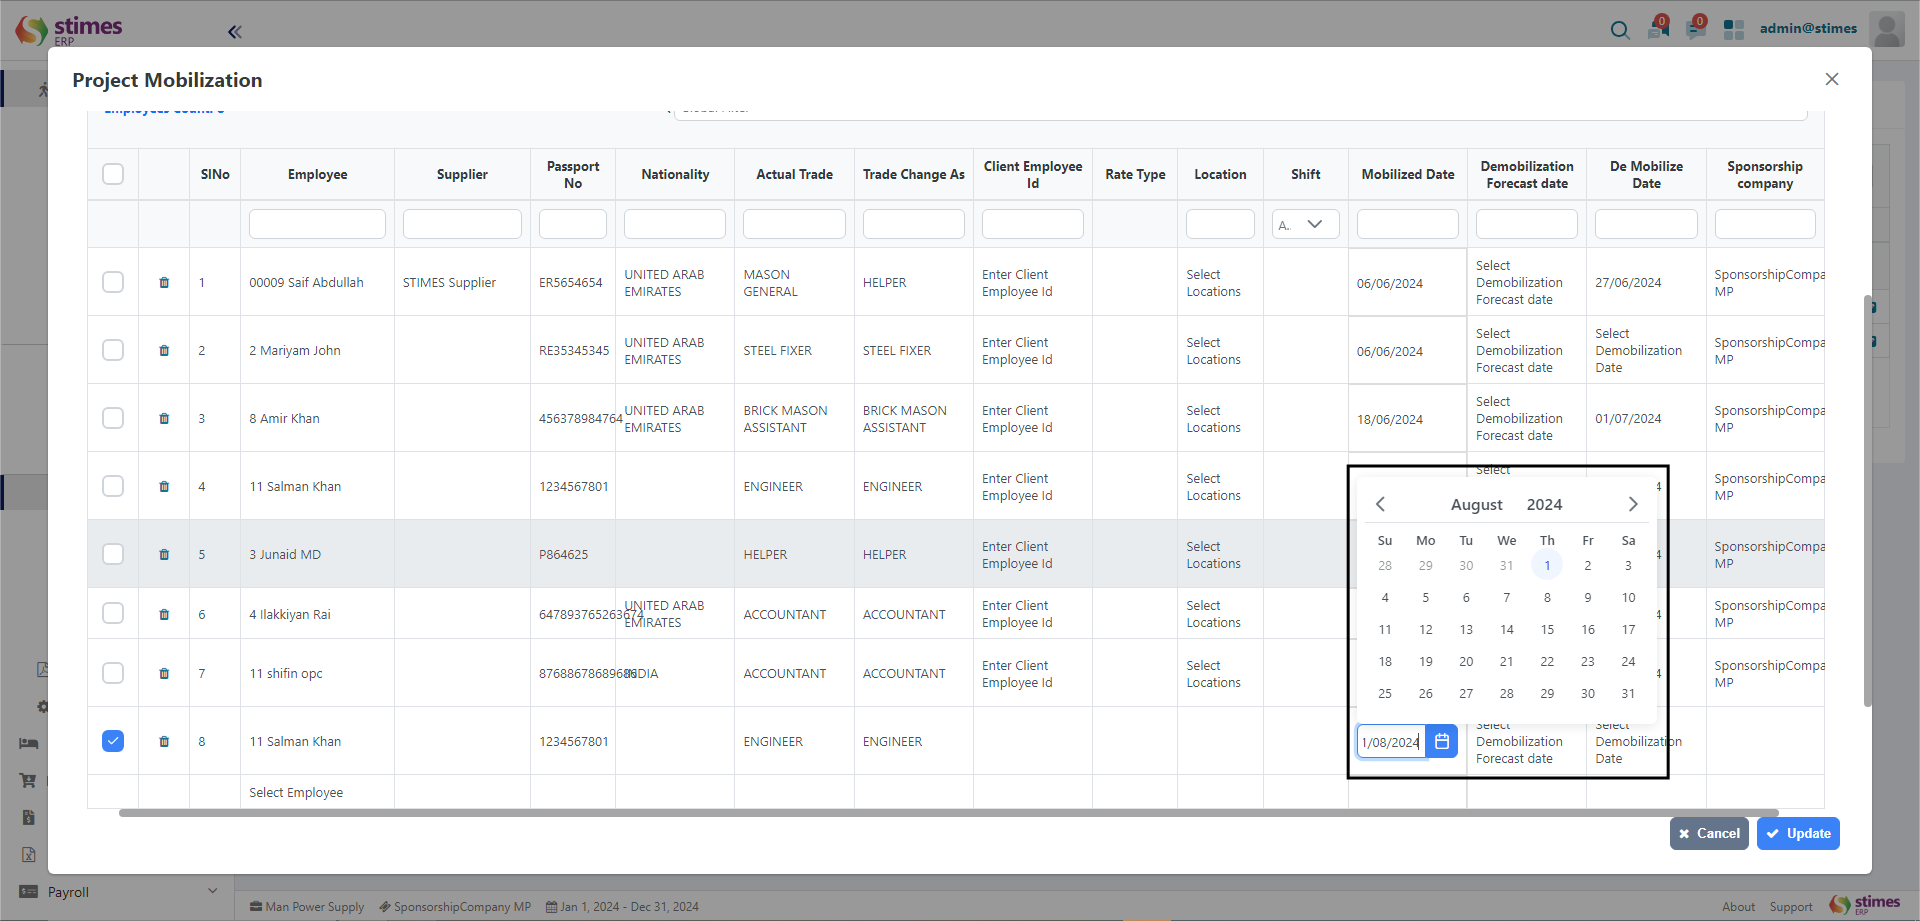 stimes
ERP
0
0
admin@stimes
Project Mobilization
SlNo
Employee
Supplier
Passport No
Nationality
Actual Trade
Trade Change As
Client Employee Id
Rate Type
Location
Shift
Mobilized Date
Demobilization Forecast date
De Mobilize Date
Sponsorship company
A.
1
00009 Saif Abdullah
STIMES Supplier
ER5654654
UNITED ARAB EMIRATES
MASON GENERAL
HELPER
Enter Client Employee Id
Select Locations
06/06/2024
Select Demobilization Forecast date
27/06/2024
SponsorshipCompa MP
2
2 Mariyam John
RE35345345
UNITED ARAB EMIRATES
STEEL FIXER
STEEL FIXER
Enter Client Employee Id
Select Locations
06/06/2024
Select Demobilization Forecast date
Select Demobilization Date
SponsorshipCompa MP
3
8 Amir Khan
456378984764
UNITED ARAB EMIRATES
BRICK MASON ASSISTANT
BRICK MASON ASSISTANT
Enter Client Employee Id
Select Locations
18/06/2024
Select Demobilization Forecast date
01/07/2024
SponsorshipCompa MP
4
11 Salman Khan
1234567801
ENGINEER
ENGINEER
Enter Client Employee Id
Select Locations
Select
4
SponsorshipCompa MP
5
3 Junaid MD
P864625
HELPER
HELPER
Enter Client Employee Id
Select Locations
4
SponsorshipCompa MP
6
4 Ilakkiyan Rai
647893765263674
UNITED ARAB EMIRATES
ACCOUNTANT
ACCOUNTANT
Enter Client Employee Id
Select Locations
4
SponsorshipCompa MP
7
11 shifin opc
INDIA
ACCOUNTANT
ACCOUNTANT
Enter Client Employee Id
Select Locations
4
SponsorshipCompa MP
August 2024
Su Mo Tu We Th Fr Sa
28 29 30 31 1 2 3
4 5 6 7 8 9 10
11 12 13 14 15 16 17
18 19 20 21 22 23 24
25 26 27 28 29 30 31
8
11 Salman Khan
1234567801
ENGINEER
ENGINEER
1/08/2024
Select Demobilization Forecast date
Select Demobilization Date
Select Employee
Cancel
Update
Payroll
Man Power Supply
SponsorshipCompany MP
Jan 1, 2024 - Dec 31, 2024
About
Support
stimes
ERP